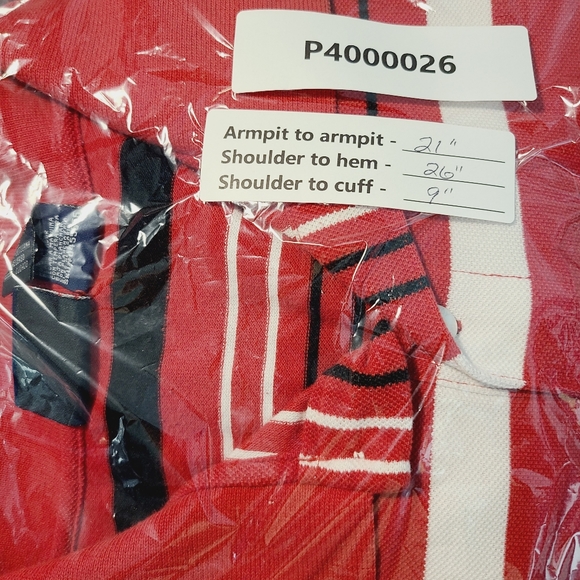 P4000026
Armpit to armpit - 21"
Shoulder to hem - 26"
Shoulder to cuff - 9"